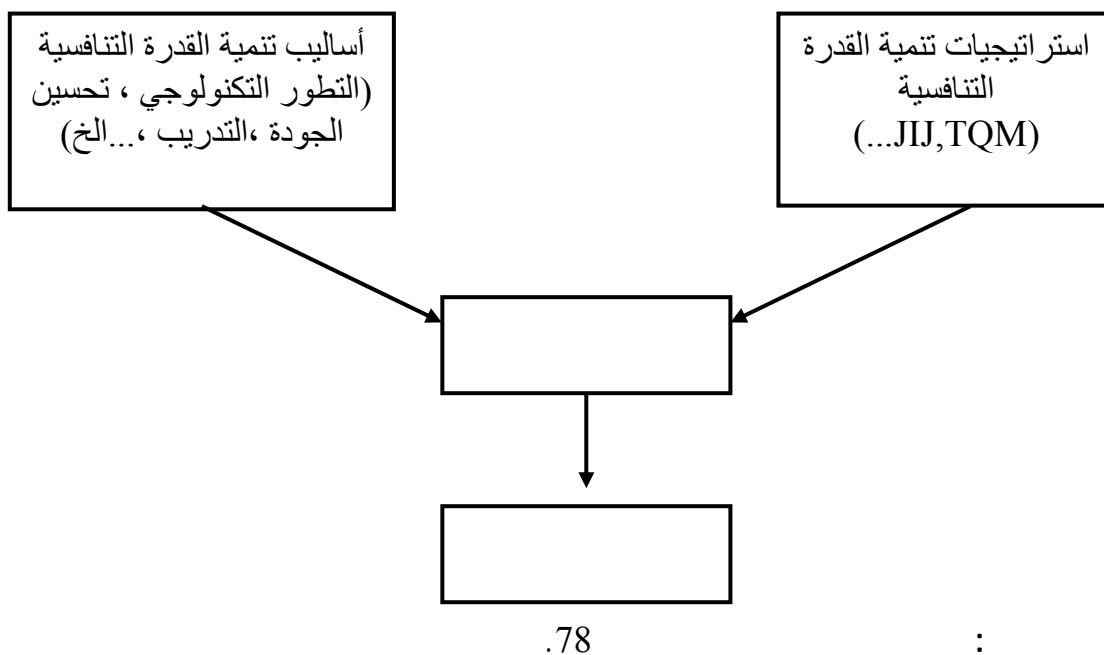 استراتيجيات تنمية القدرة
التنافسية
(...JIJ,TQM)
أساليب تنمية القدرة التنافسية
(التطور التكنولوجي ، تحسين
الجودة ،التدريب ،...الخ)
: 78.